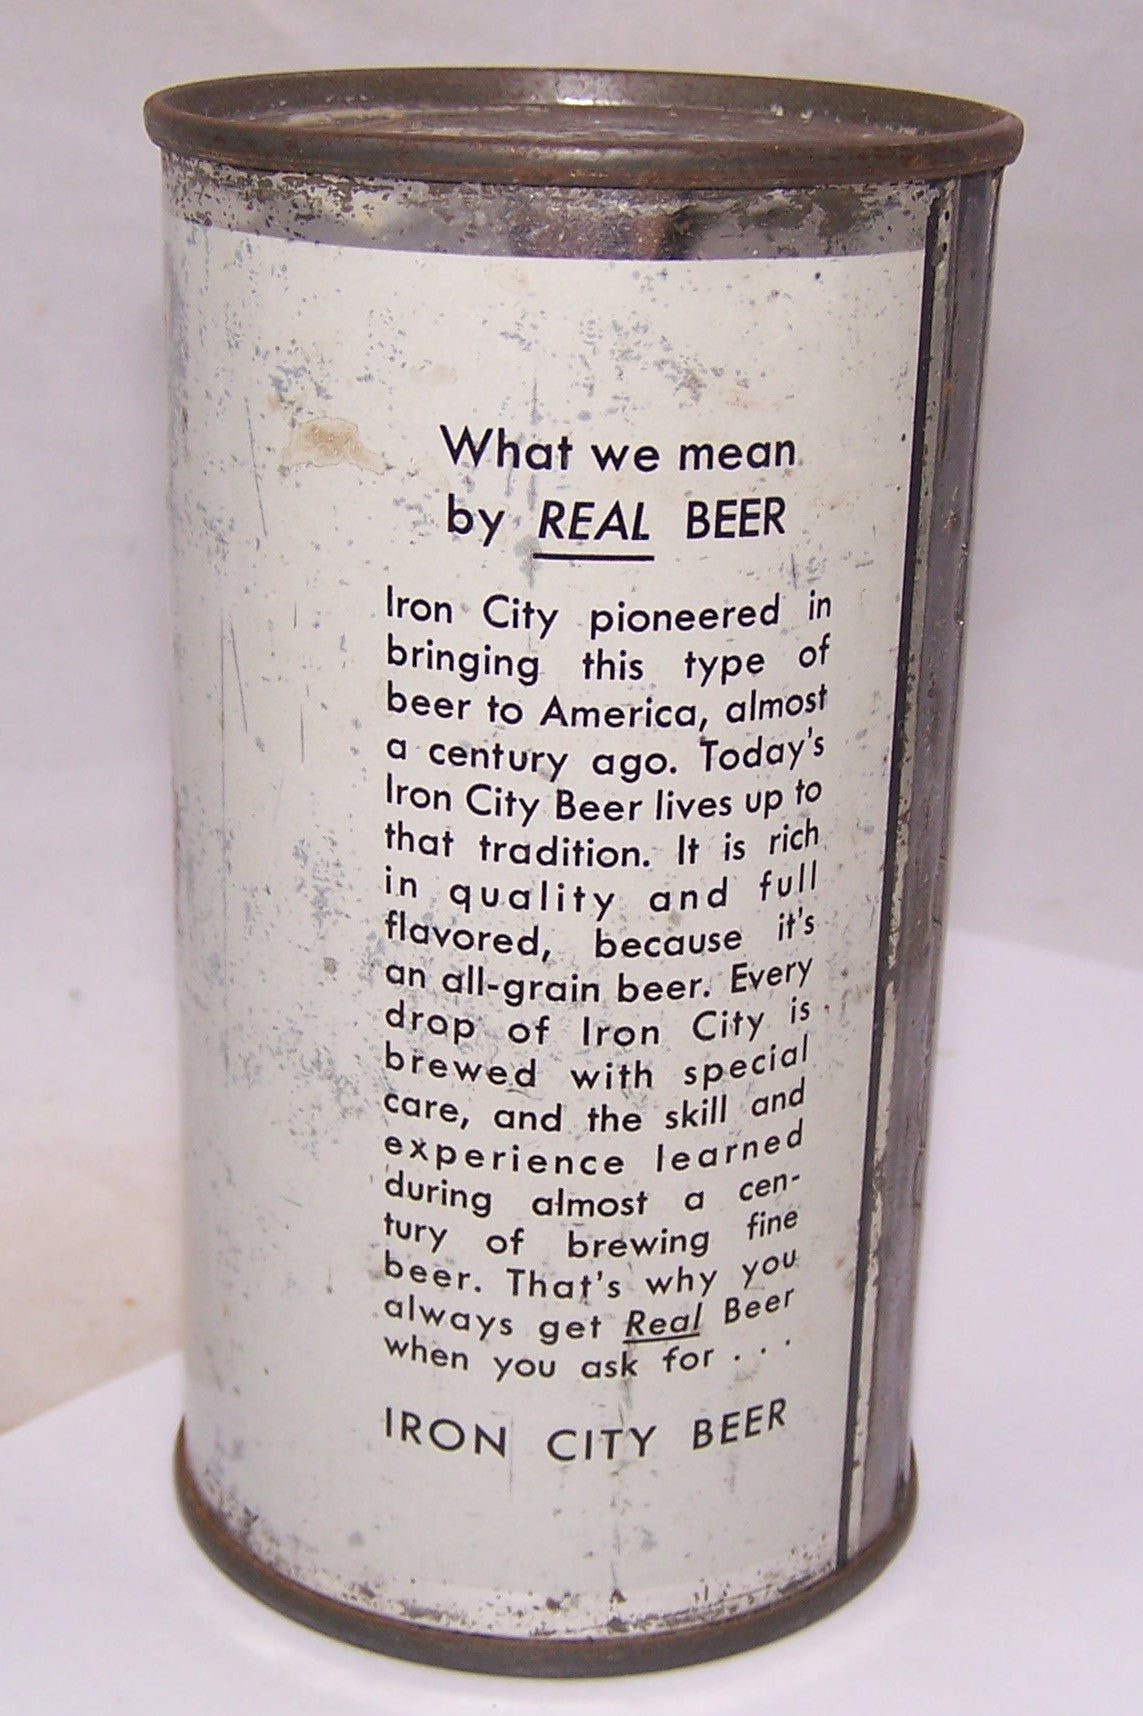 What we mean
by REAL BEER
Iron City pioneered in
bringing this type of
beer to America, almost
a century ago. Today's
Iron City Beer lives up to
that tradition. It is rich
in quality and full
flavored, because it's
an all-grain beer. Every
drop of Iron City is
brewed with special
care, and the skill and
experience learned
during almost a cen-
tury of brewing fine
beer. That's why you
always get Real Beer
when you ask for . . .
IRON CITY BEER